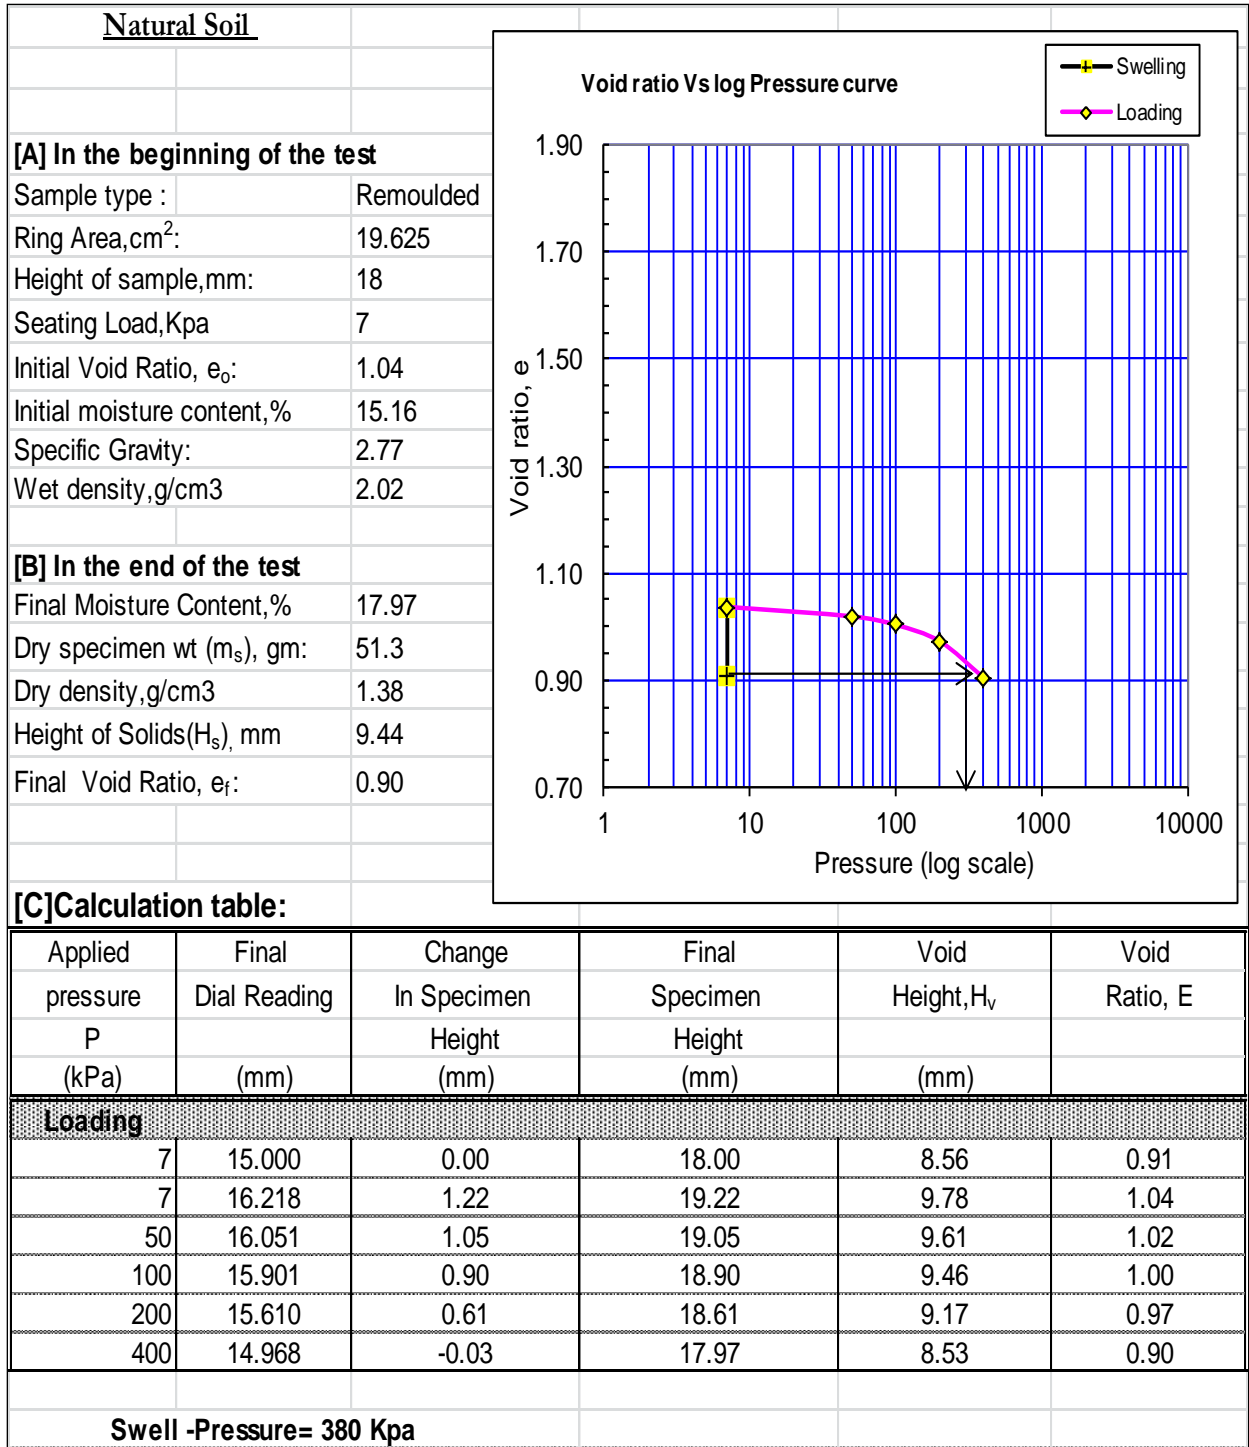 Natural Soil
Void ratio Vs log Pressure curve
Swelling
Loading
[A] In the beginning of the test
Sample type : Remoulded
Ring Area,cm²: 19.625
Height of sample,mm: 18
Seating Load,Kpa 7
Initial Void Ratio, eₒ: 1.04
Initial moisture content,% 15.16
Specific Gravity: 2.77
Wet density,g/cm3 2.02
[B] In the end of the test
Final Moisture Content,% 17.97
Dry specimen wt (mₛ), gm: 51.3
Dry density,g/cm3 1.38
Height of Solids(Hₛ), mm 9.44
Final Void Ratio, e_f: 0.90
Void ratio, e
1.90
1.70
1.50
1.30
1.10
0.90
0.70
1 10 100 1000 10000
Pressure (log scale)
[C]Calculation table:
Applied Final Change Final Void Void
pressure Dial Reading In Specimen Specimen Height,Hᵥ Ratio, E
P Height Height
(kPa) (mm) (mm) (mm) (mm)
Loading
7 15.000 0.00 18.00 8.56 0.91
7 16.218 1.22 19.22 9.78 1.04
50 16.051 1.05 19.05 9.61 1.02
100 15.901 0.90 18.90 9.46 1.00
200 15.610 0.61 18.61 9.17 0.97
400 14.968 -0.03 17.97 8.53 0.90
Swell -Pressure= 380 Kpa